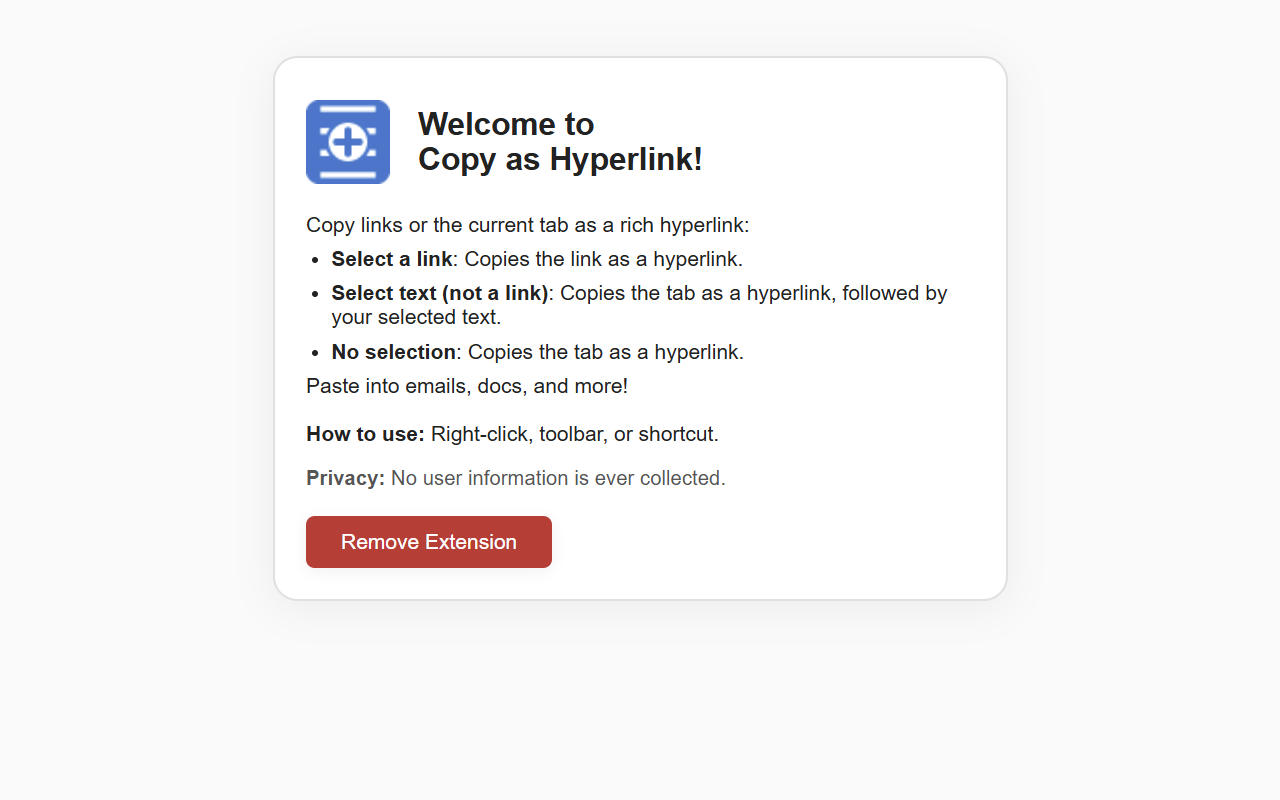 Welcome to
Copy as Hyperlink!
Copy links or the current tab as a rich hyperlink:
• Select a link: Copies the link as a hyperlink.
• Select text (not a link): Copies the tab as a hyperlink, followed by
your selected text.
• No selection: Copies the tab as a hyperlink.
Paste into emails, docs, and more!
How to use: Right-click, toolbar, or shortcut.
Privacy: No user information is ever collected.
Remove Extension